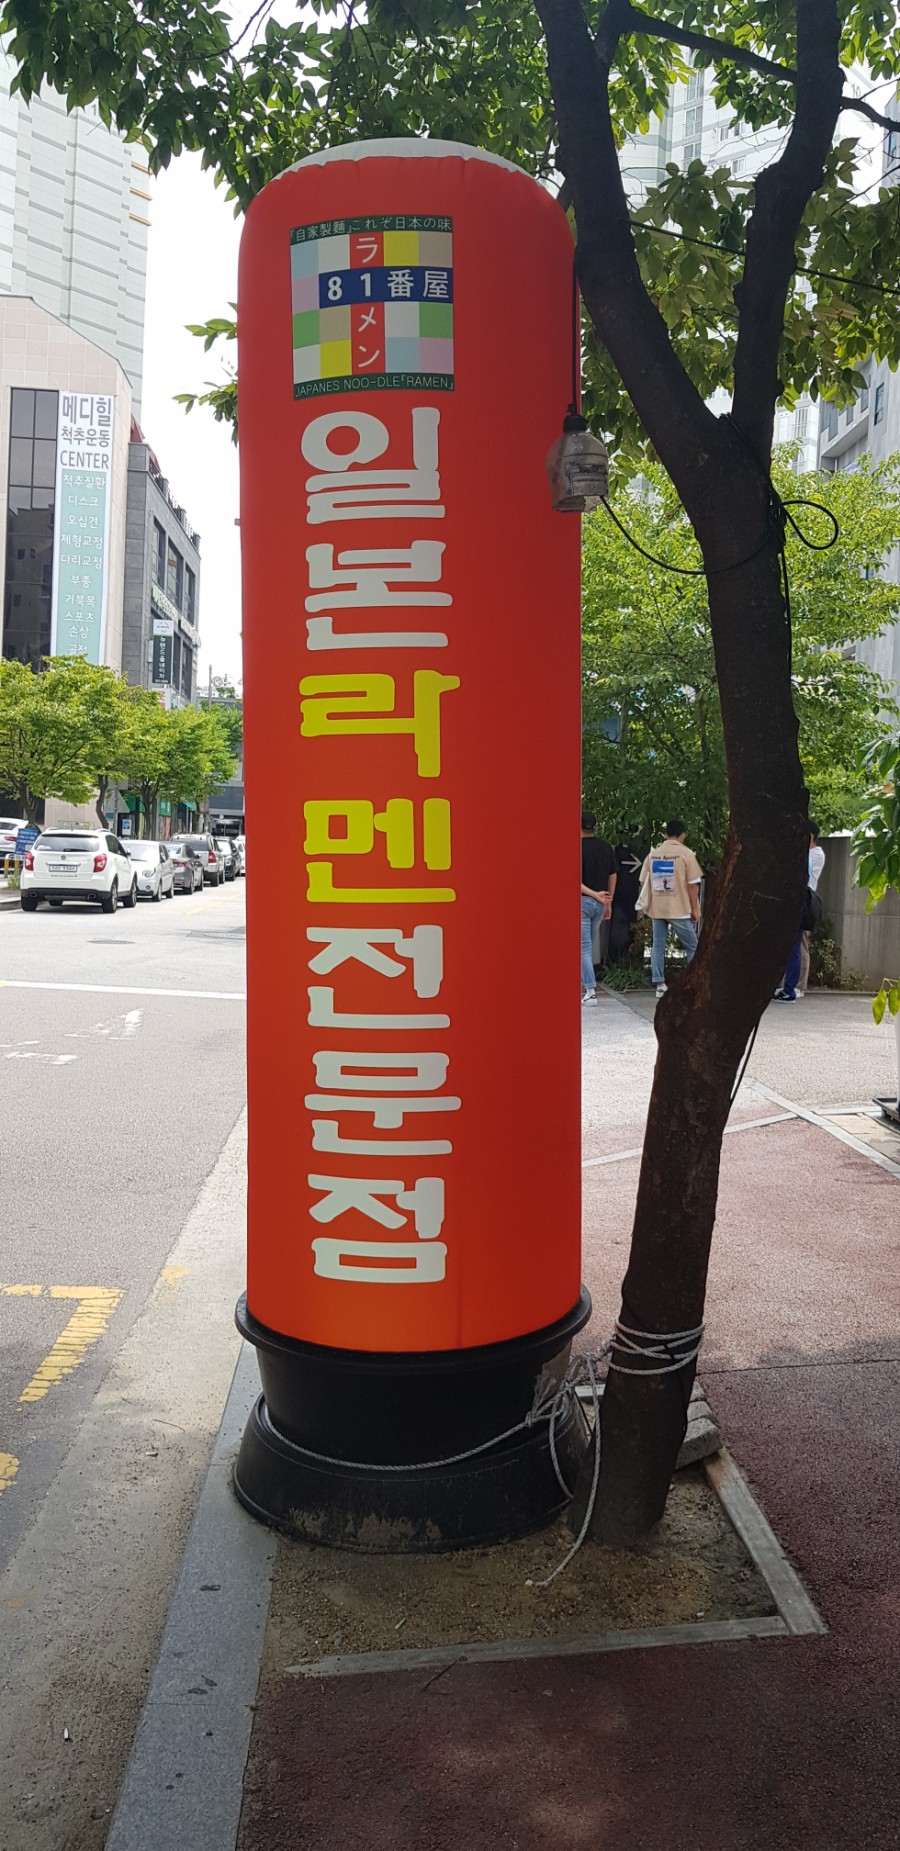 『自家製麺』これぞ日本の味
ラ
81番屋
メ
ン
JAPANES NOO-DLE『RAMEN』
일본라멘전문점
메디힐
척추운동
CENTER
척추질환
디스크
오십견
체형교정
다리교정
부종
거북목
스포츠
손상